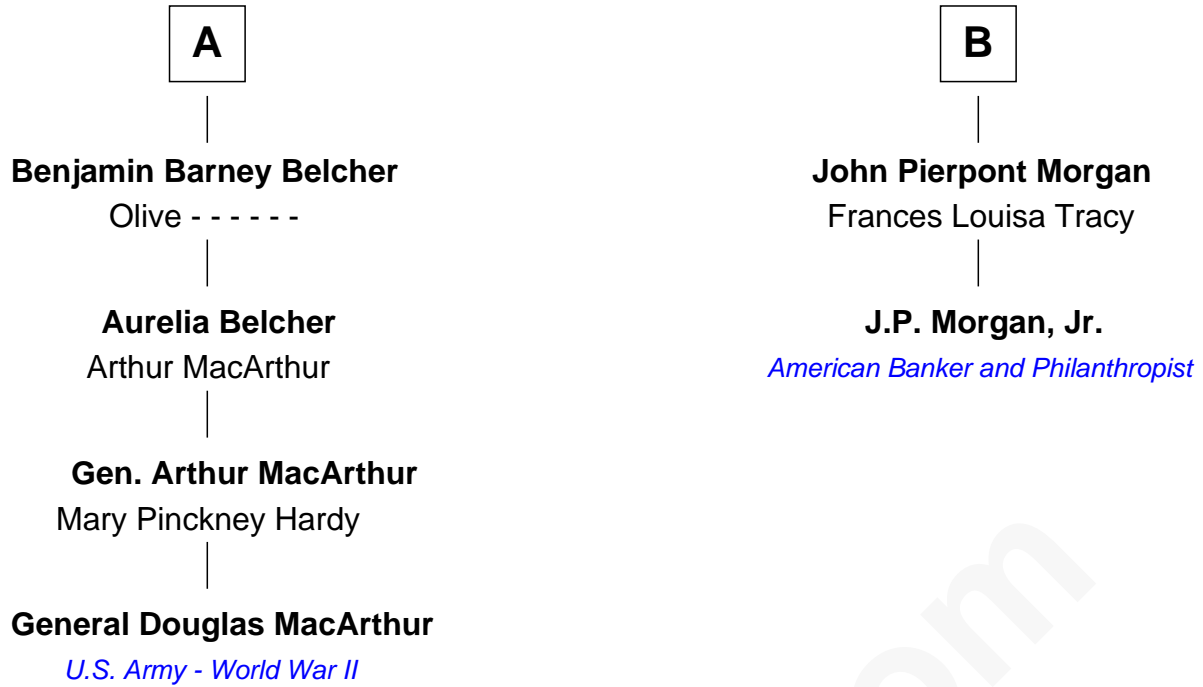 A
Benjamin Barney Belcher
Olive - - - - - -
Aurelia Belcher
Arthur MacArthur
Gen. Arthur MacArthur
Mary Pinckney Hardy
General Douglas MacArthur
U.S. Army - World War II
B
John Pierpont Morgan
Frances Louisa Tracy
J.P. Morgan, Jr.
American Banker and Philanthropist
om